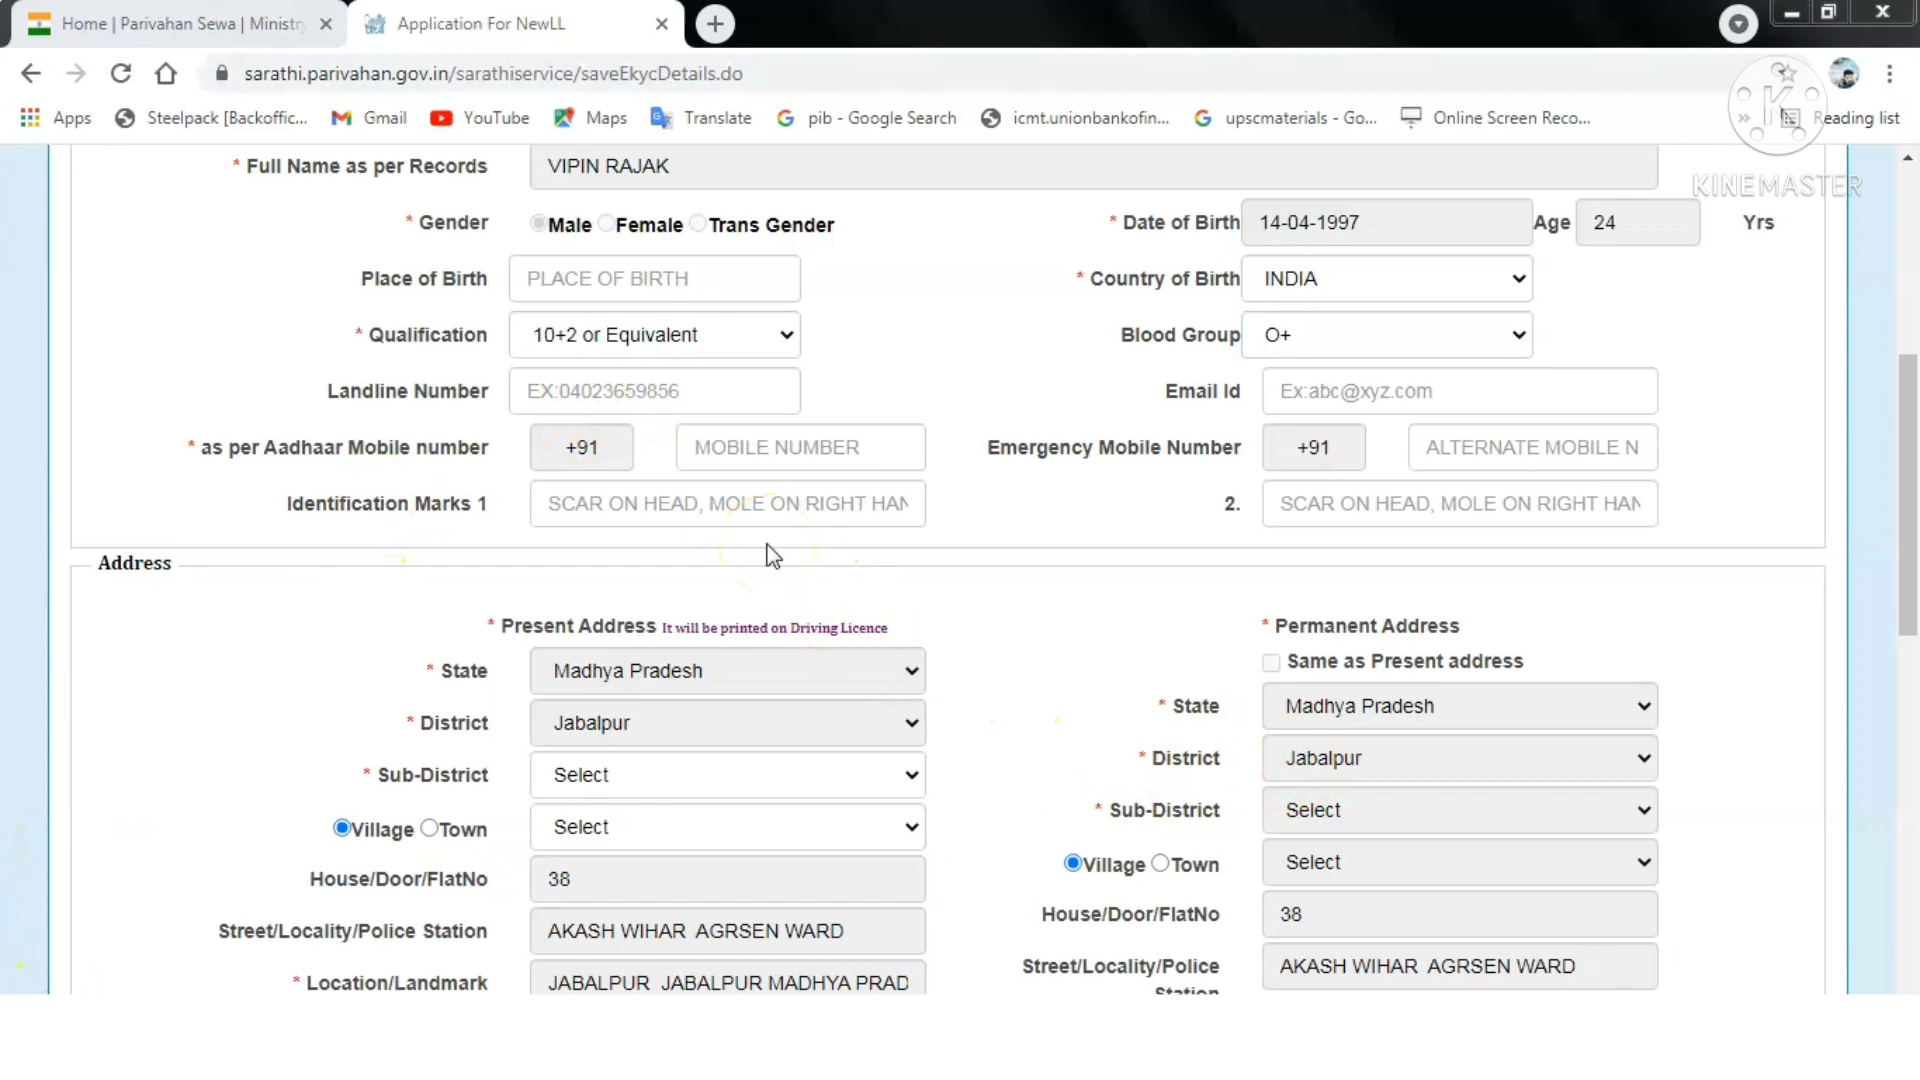 Home | Parivahan Sewa | Ministry
Application For NewLL
sarathi.parivahan.gov.in/sarathiservice/saveEkycDetails.do
Apps Steelpack [Backoffic... Gmail YouTube Maps Translate pib - Google Search icmt.unionbankofin... upscmaterials - Go... Online Screen Reco... » Reading list
KINEMASTER
* Full Name as per Records VIPIN RAJAK
* Gender Male Female Trans Gender * Date of Birth 14-04-1997 Age 24 Yrs
Place of Birth PLACE OF BIRTH * Country of Birth INDIA
* Qualification 10+2 or Equivalent Blood Group O+
Landline Number EX:04023659856 Email Id Ex:abc@xyz.com
* as per Aadhaar Mobile number +91 MOBILE NUMBER Emergency Mobile Number +91 ALTERNATE MOBILE N
Identification Marks 1 SCAR ON HEAD, MOLE ON RIGHT HAN 2. SCAR ON HEAD, MOLE ON RIGHT HAN
Address
* Present Address It will be printed on Driving Licence
* State Madhya Pradesh
* District Jabalpur
* Sub-District Select
Village Town Select
House/Door/FlatNo 38
Street/Locality/Police Station AKASH WIHAR AGRSEN WARD
* Location/Landmark JABALPUR JABALPUR MADHYA PRAD
* Permanent Address
Same as Present address
* State Madhya Pradesh
* District Jabalpur
* Sub-District Select
Village Town Select
House/Door/FlatNo 38
Street/Locality/Police AKASH WIHAR AGRSEN WARD
Station